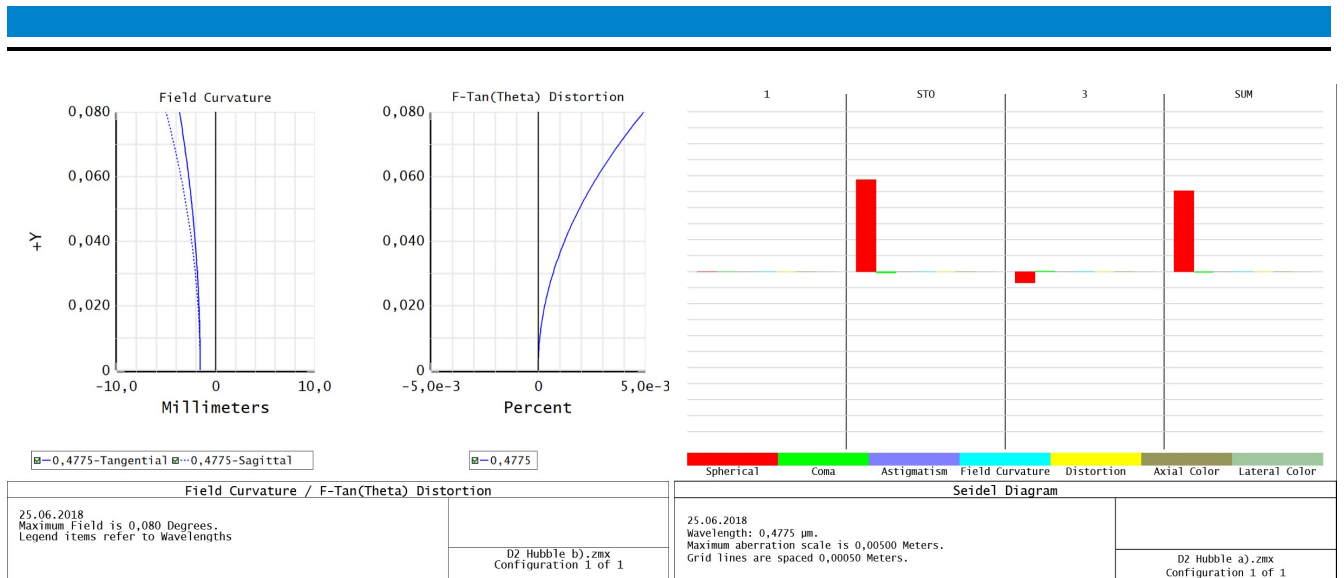 Field Curvature
+Y
0,080
0,060
0,040
0,020
0
-10,0 0 10,0
Millimeters
0,4775-Tangential 0,4775-Sagittal
F-Tan(Theta) Distortion
0,080
0,060
0,040
0,020
0
-5,0e-3 0 5,0e-3
Percent
0,4775
Field Curvature / F-Tan(Theta) Distortion
25.06.2018
Maximum Field is 0,080 Degrees.
Legend items refer to Wavelengths
D2 Hubble b).zmx
Configuration 1 of 1
1 STO 3 SUM
Spherical Coma Astigmatism Field Curvature Distortion Axial Color Lateral Color
Seidel Diagram
25.06.2018
Wavelength: 0,4775 µm.
Maximum aberration scale is 0,00500 Meters.
Grid lines are spaced 0,00050 Meters.
D2 Hubble a).zmx
Configuration 1 of 1